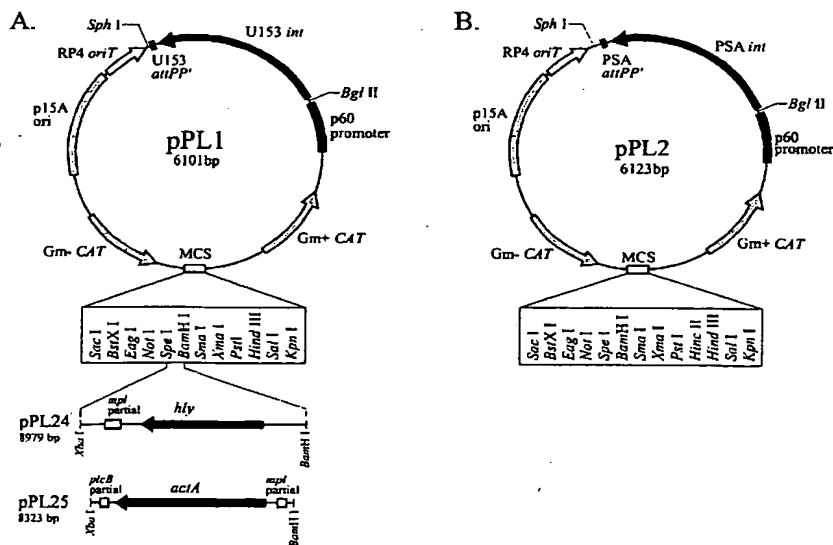 A.
Sph I
RP4 oriT
U153
attPP'
U153 int
Bgl II
p15A
ori
p60
promoter
pPL1
6101bp
Gm- CAT
Gm+ CAT
MCS
Sac I
BstX I
Eag I
Not I
Spe I
BamH I
Sma I
Xma I
PstI
Hind III
Sal I
Kpn I
pPL24
8979 bp
mpl
partial
hly
Xba I
BamH I
pPL25
8323 bp
plcB
partial
actA
mpl
partial
Xba I
BamH I
B.
Sph I
RP4 oriT
PSA
attPP'
PSA int
Bgl II
p15A
ori
p60
promoter
pPL2
6123bp
Gm- CAT
Gm+ CAT
MCS
Sac I
BstX I
Eag I
Not I
Spe I
BamH I
Sma I
Xma I
Pst I
Hinc II
Hind III
Sal I
Kpn I